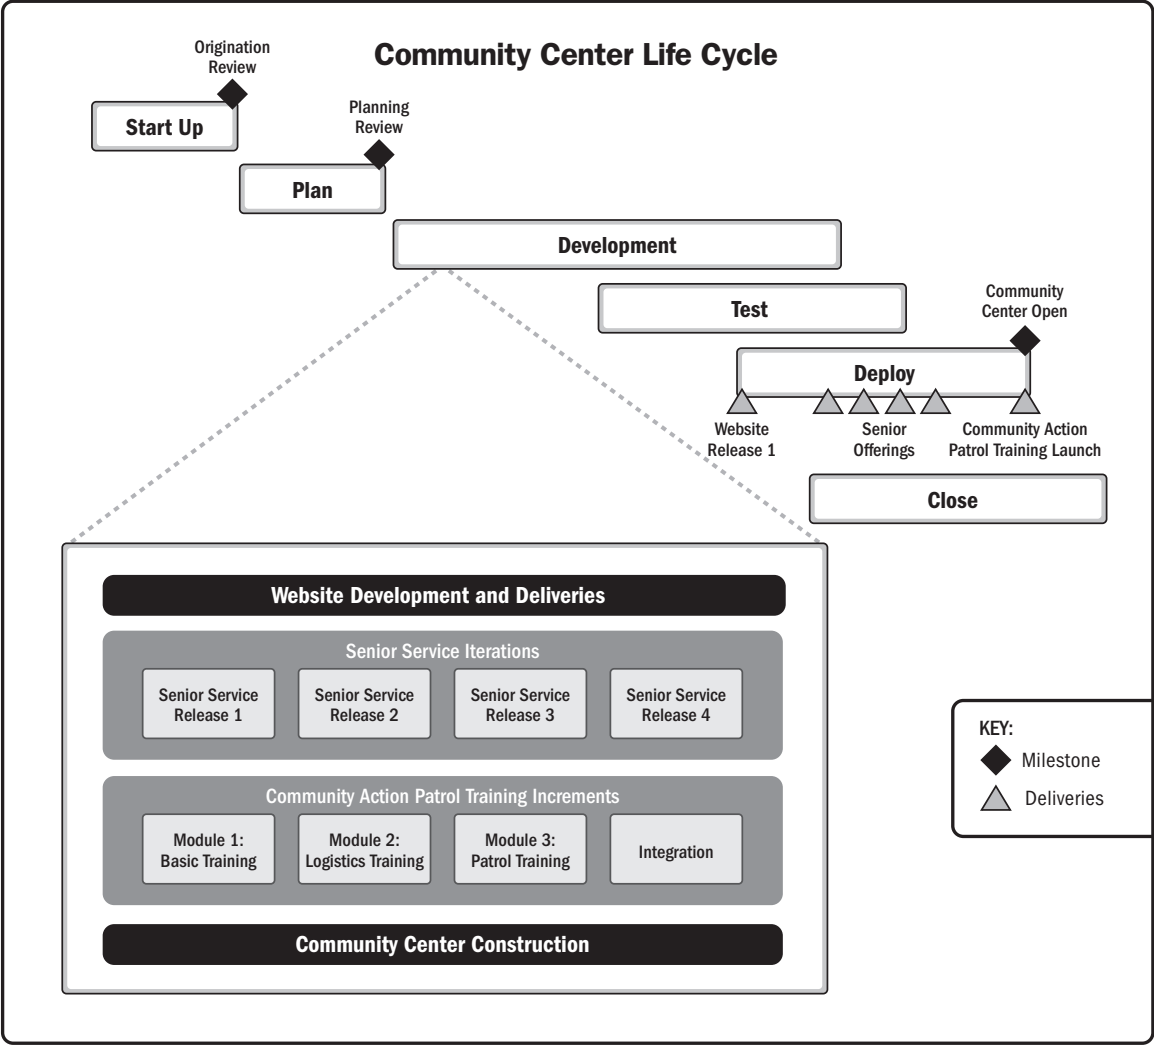 Community Center Life Cycle
Origination
Review
Start Up
Planning
Review
Plan
Development
Test
Community
Center Open
Deploy
Website
Release 1
Senior
Offerings
Community Action
Patrol Training Launch
Close
Website Development and Deliveries
Senior Service Iterations
Senior Service
Release 1
Senior Service
Release 2
Senior Service
Release 3
Senior Service
Release 4
Community Action Patrol Training Increments
Module 1:
Basic Training
Module 2:
Logistics Training
Module 3:
Patrol Training
Integration
Community Center Construction
KEY:
Milestone
Deliveries